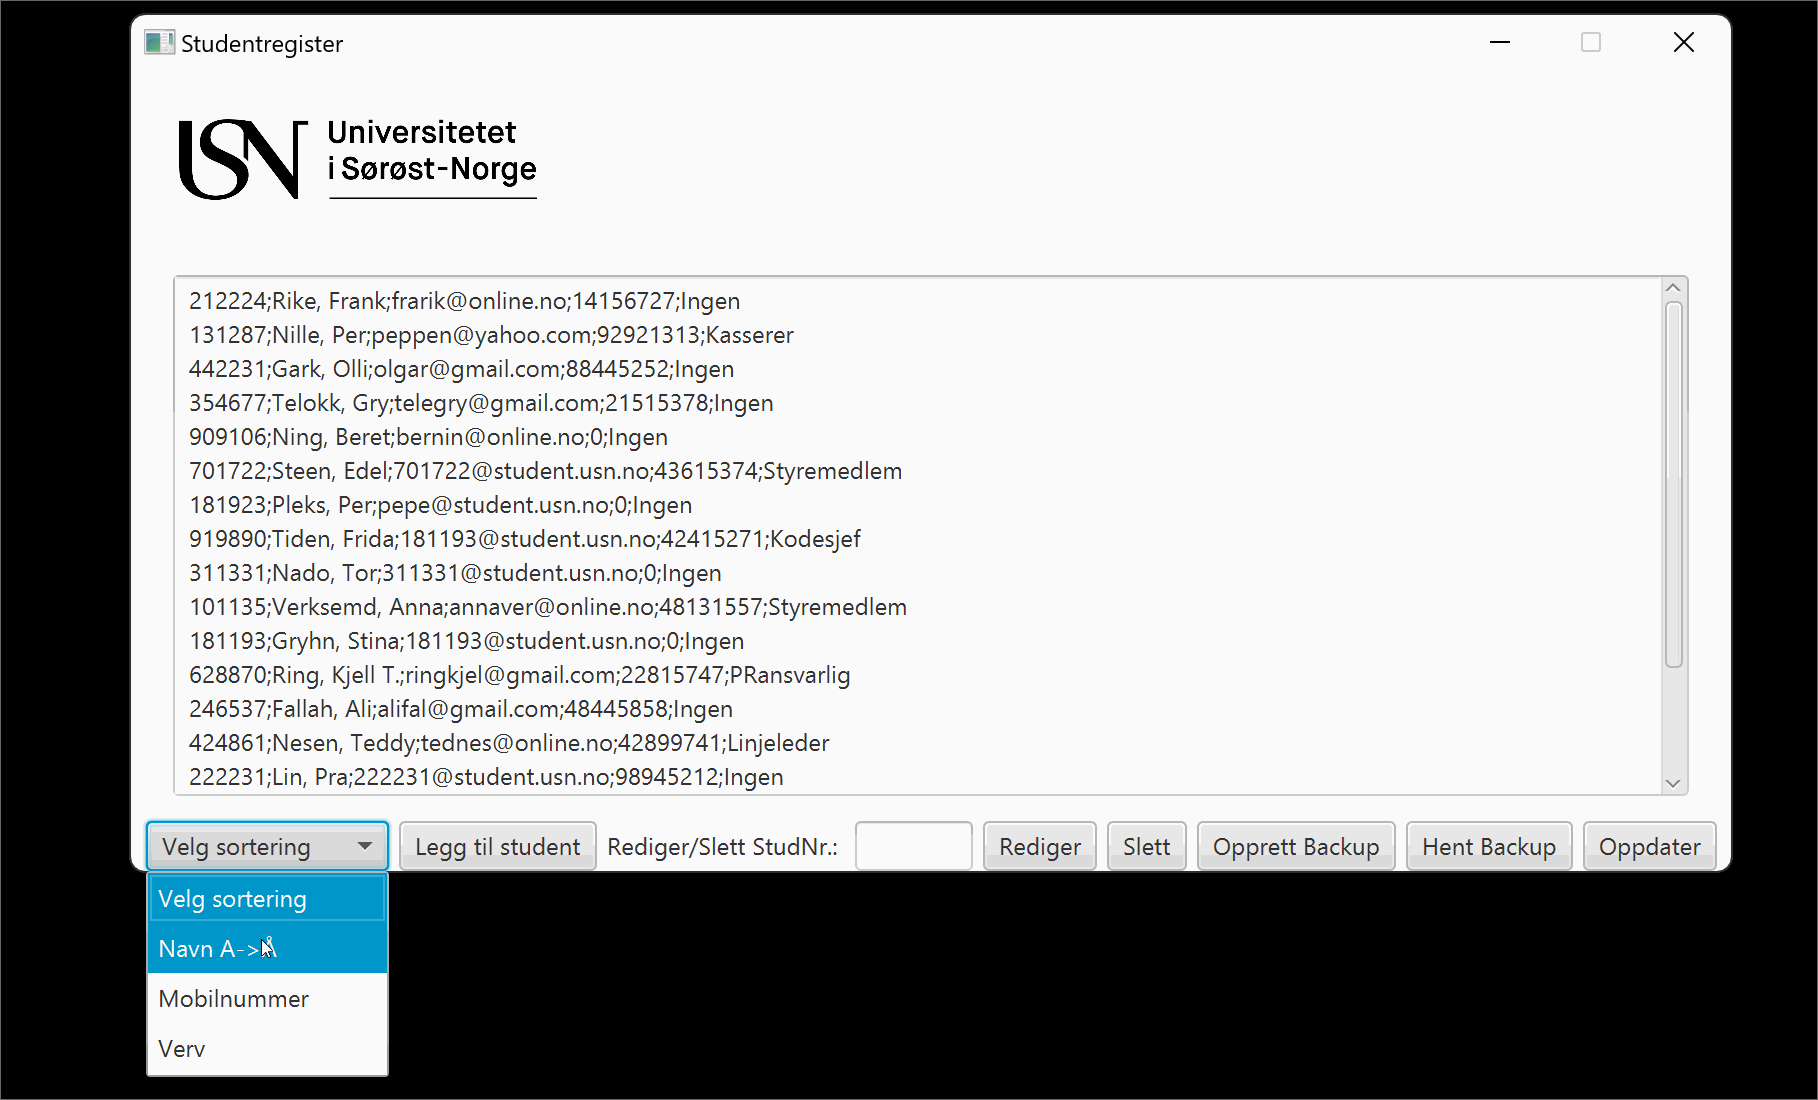 Studentregister
USN Universitetet
i Sørøst-Norge
212224;Rike, Frank;frarik@online.no;14156727;Ingen
131287;Nille, Per;peppen@yahoo.com;92921313;Kasserer
442231;Gark, Olli;olgar@gmail.com;88445252;Ingen
354677;Telokk, Gry;telegry@gmail.com;21515378;Ingen
909106;Ning, Beret;bernin@online.no;0;Ingen
701722;Steen, Edel;701722@student.usn.no;43615374;Styremedlem
181923;Pleks, Per;pepe@student.usn.no;0;Ingen
919890;Tiden, Frida;181193@student.usn.no;42415271;Kodesjef
311331;Nado, Tor;311331@student.usn.no;0;Ingen
101135;Verksemd, Anna;annaver@online.no;48131557;Styremedlem
181193;Gryhn, Stina;181193@student.usn.no;0;Ingen
628870;Ring, Kjell T.;ringkjel@gmail.com;22815747;PRansvarlig
246537;Fallah, Ali;alifal@gmail.com;48445858;Ingen
424861;Nesen, Teddy;tednes@online.no;42899741;Linjeleder
222231;Lin, Pra;222231@student.usn.no;98945212;Ingen
Velg sortering Legg til student Rediger/Slett StudNr.: Rediger Slett Opprett Backup Hent Backup Oppdater
Velg sortering
Navn A->Å
Mobilnummer
Verv